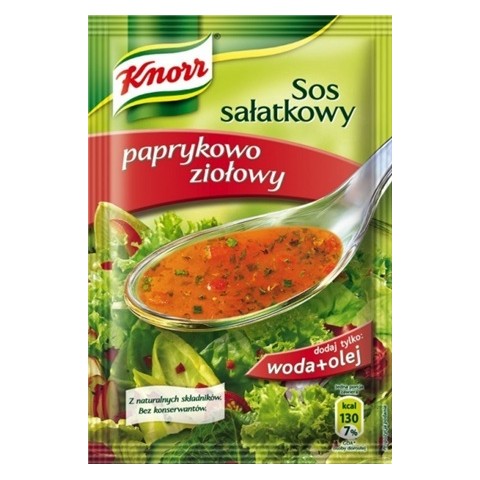 Knorr
Sos
sałatkowy
paprykowo
ziołowy
dodaj tylko:
woda+olej
Z naturalnych składników.
Bez konserwantów.
kcal
130
7%